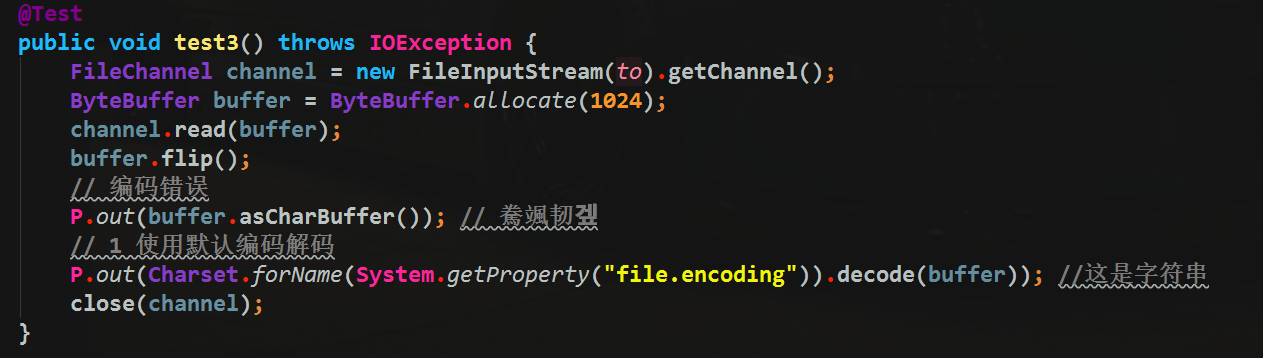 @Test
public void test3() throws IOException {
FileChannel channel = new FileInputStream(to).getChannel();
ByteBuffer buffer = ByteBuffer.allocate(1024);
channel.read(buffer);
buffer.flip();
// 编码错误
P.out(buffer.asCharBuffer()); // 鸯飒韧겚
// 1 使用默认编码解码
P.out(Charset.forName(System.getProperty("file.encoding")).decode(buffer)); //这是字符串
close(channel);
}